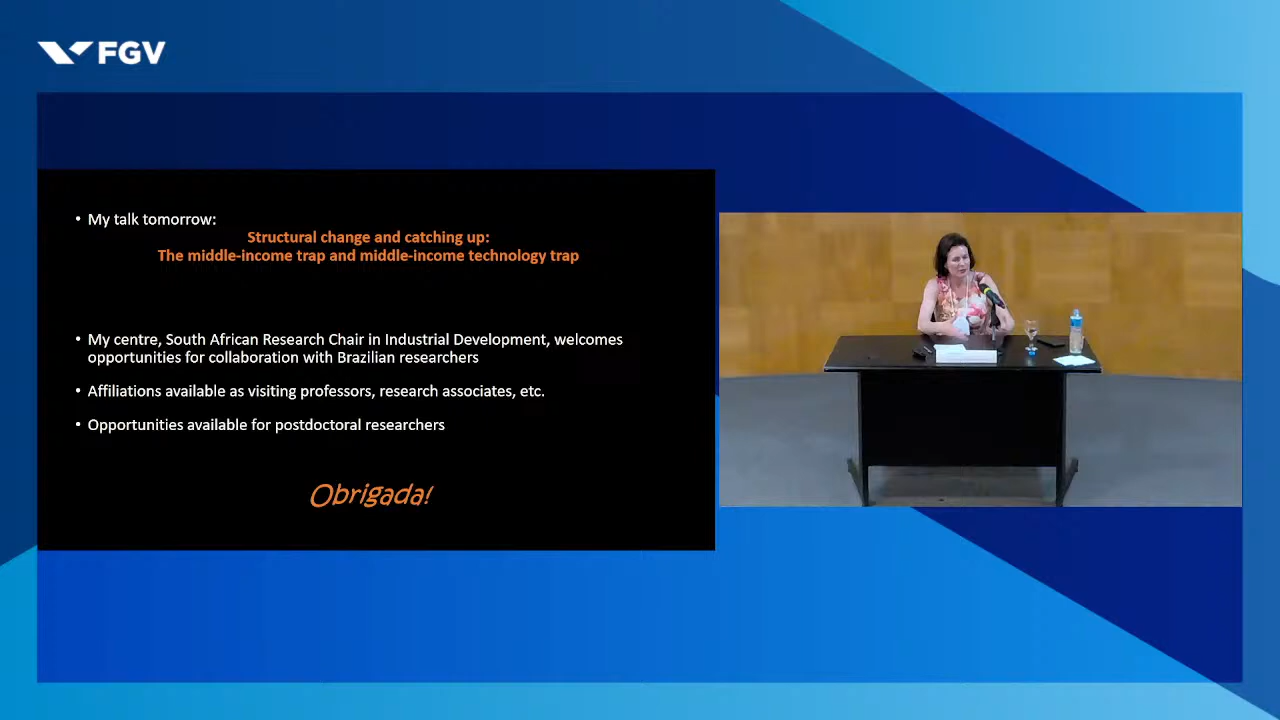 FGV
• My talk tomorrow:
Structural change and catching up:
The middle-income trap and middle-income technology trap
• My centre, South African Research Chair in Industrial Development, welcomes
opportunities for collaboration with Brazilian researchers
• Affiliations available as visiting professors, research associates, etc.
• Opportunities available for postdoctoral researchers
Obrigada!